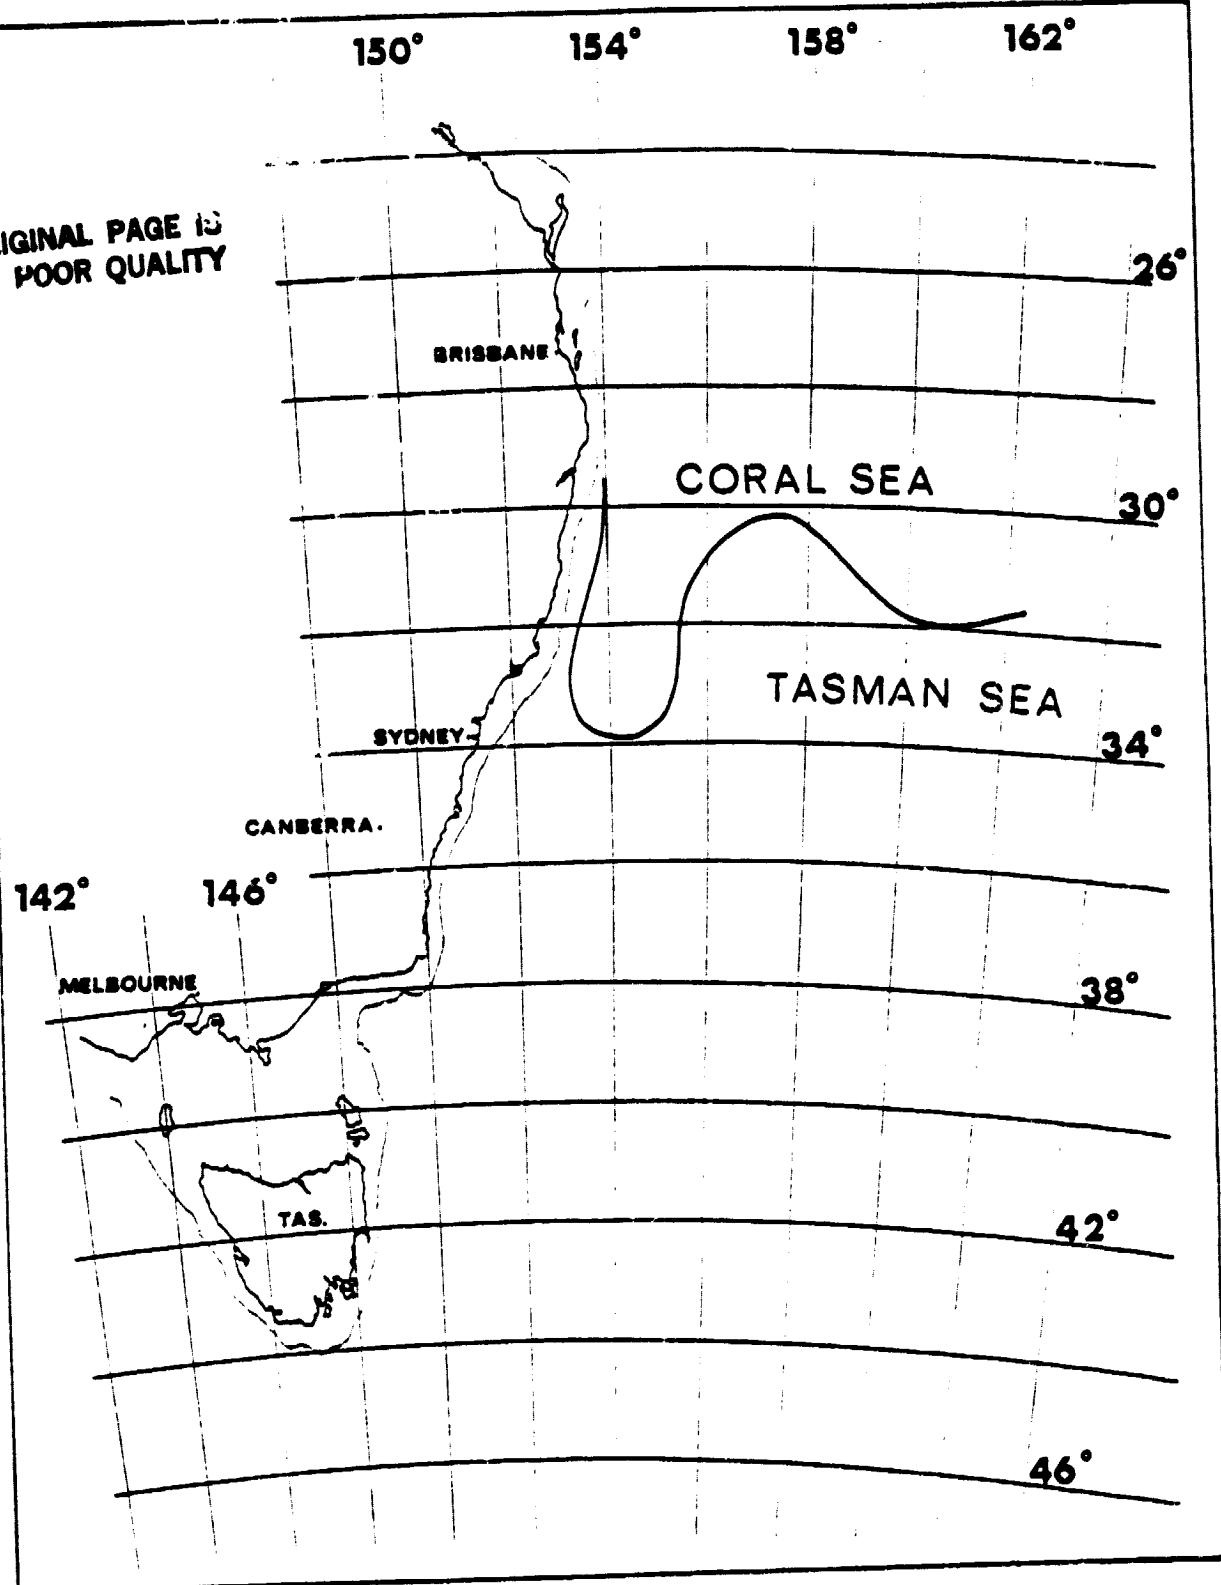 150° 154° 158° 162°
IGINAL PAGE IS
POOR QUALITY
26°
BRISBANE
CORAL SEA
30°
TASMAN SEA
SYDNEY
34°
CANBERRA.
142° 146°
MELBOURNE
38°
TAS.
42°
46°